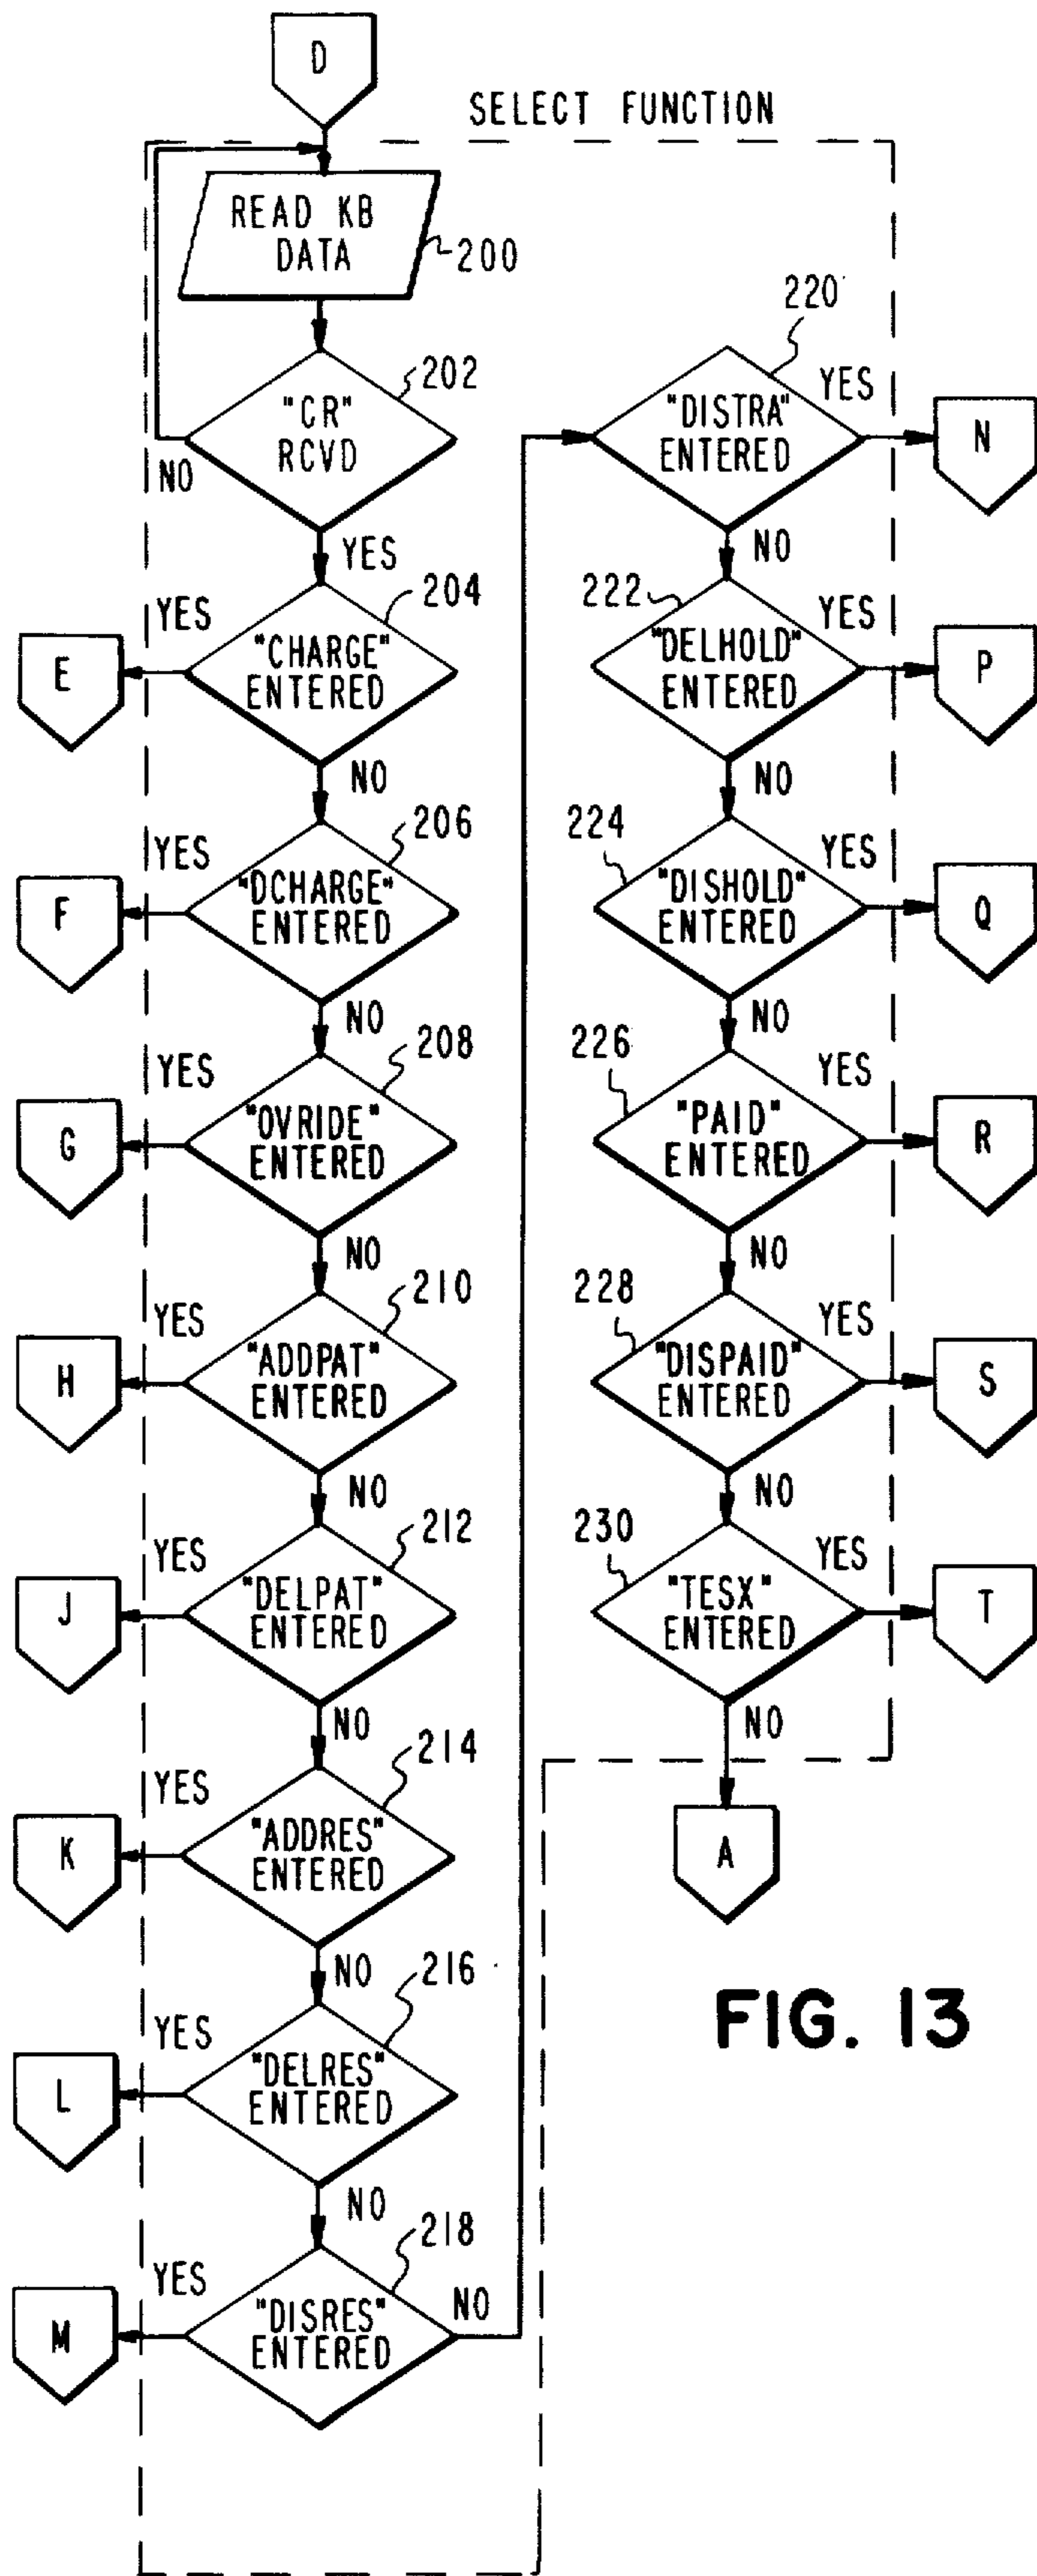 D
SELECT FUNCTION
READ KB
DATA
200
"CR"
RCVD
202
NO
YES
"CHARGE"
ENTERED
204
YES
E
NO
"DCHARGE"
ENTERED
206
YES
F
NO
"OVRIDE"
ENTERED
208
YES
G
NO
"ADDPAT"
ENTERED
210
YES
H
NO
"DELPAT"
ENTERED
212
YES
J
NO
"ADDRES"
ENTERED
214
YES
K
NO
"DELRES"
ENTERED
216
YES
L
NO
"DISRES"
ENTERED
218
YES
M
NO
"DISTRA"
ENTERED
220
YES
N
NO
"DELHOLD"
ENTERED
222
YES
P
NO
"DISHOLD"
ENTERED
224
YES
Q
NO
"PAID"
ENTERED
226
YES
R
NO
"DISPAID"
ENTERED
228
YES
S
NO
"TESX"
ENTERED
230
YES
T
NO
A
FIG. 13